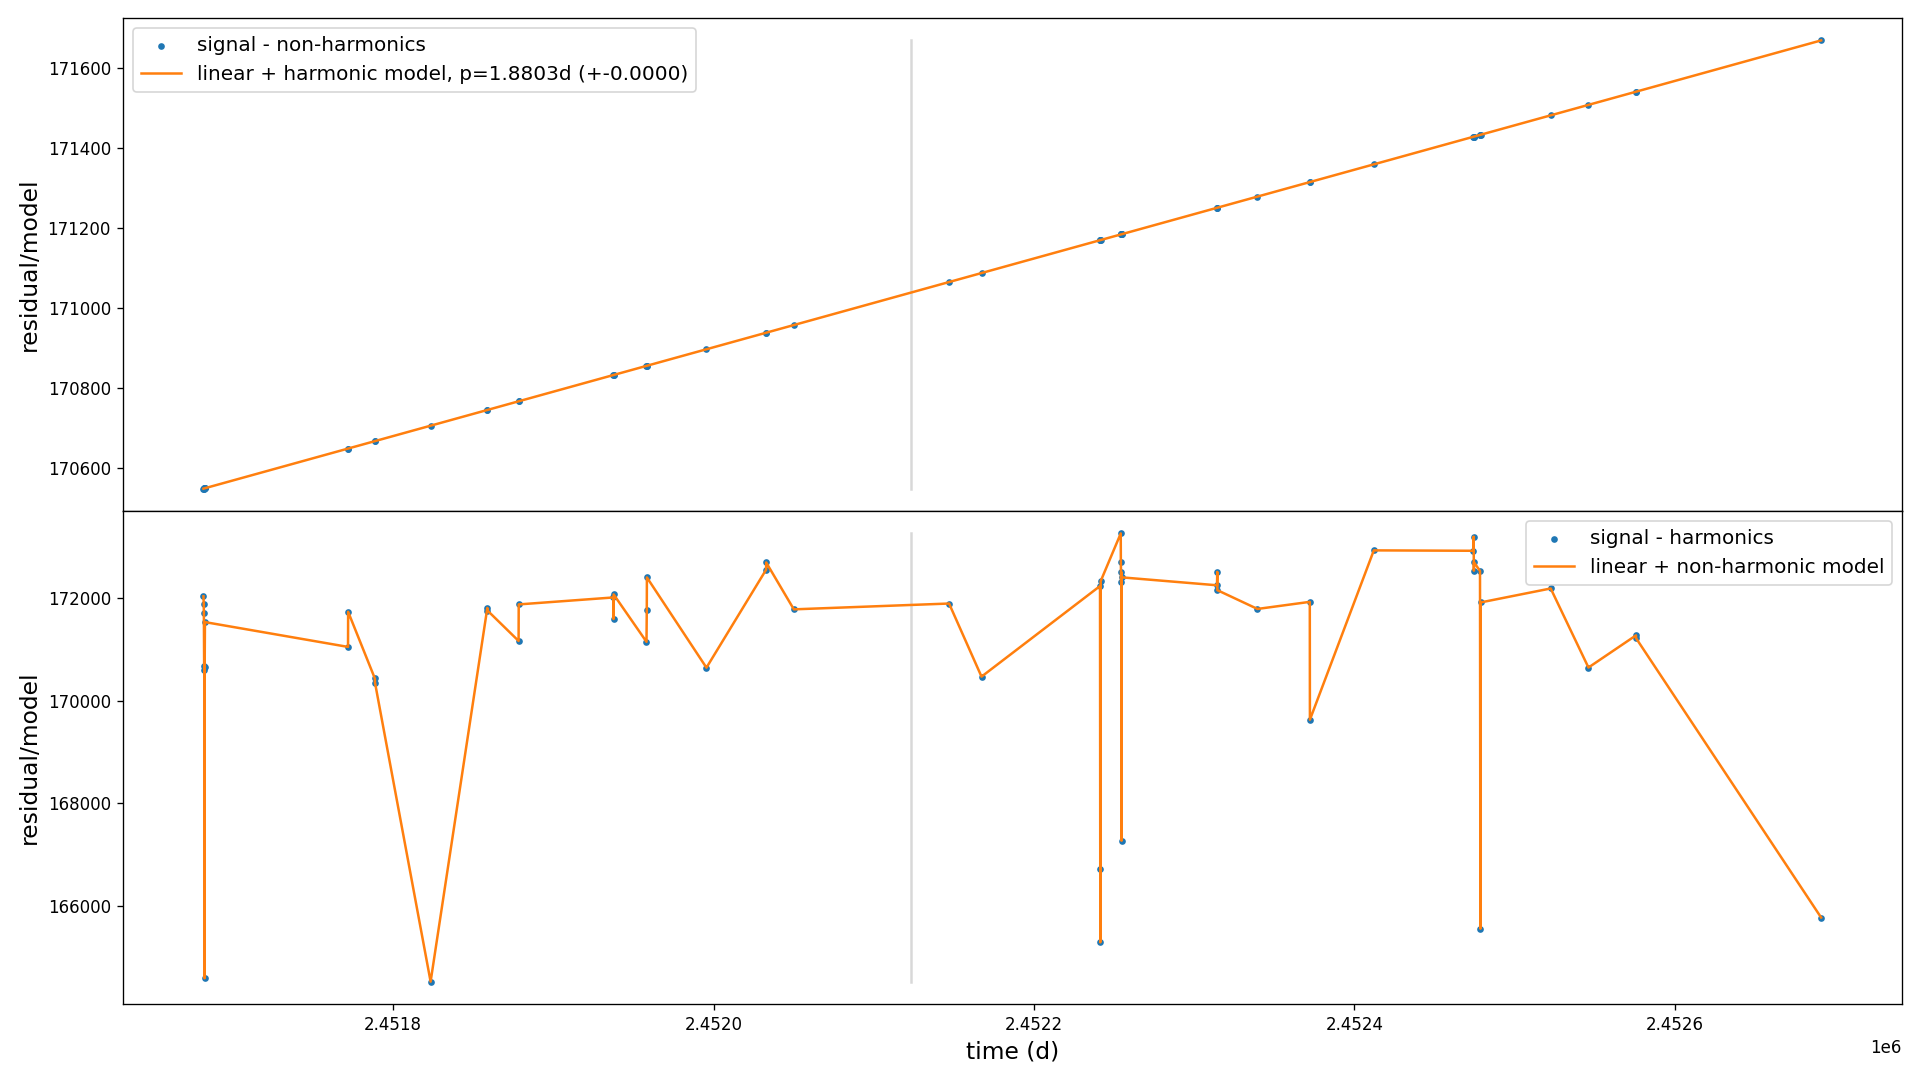 signal - non-harmonics
linear + harmonic model, p=1.8803d (+-0.0000)
171600
171400
171200
171000
170800
170600
residual/model
signal - harmonics
linear + non-harmonic model
172000
170000
168000
166000
residual/model
2.4518
2.4520
2.4522
2.4524
2.4526
1e6
time (d)